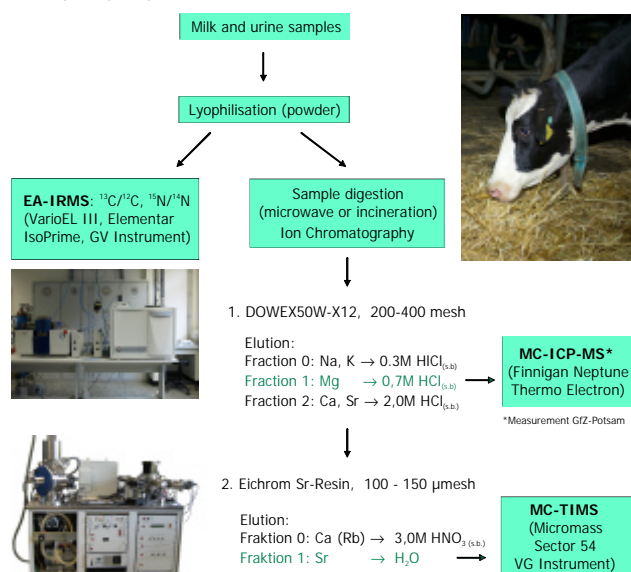 Milk and urine samples
Lyophilisation (powder)
EA-IRMS: ¹³C/¹²C, ¹⁵N/¹⁴N
(VarioEL III, Elementar
IsoPrime, GV Instrument)
Sample digestion
(microwave or incineration)
Ion Chromatography
1. DOWEX50W-X12, 200-400 mesh
Elution:
Fraction 0: Na, K → 0.3M HlCl(s.b)
Fraction 1: Mg → 0,7M HCl(s.b)
Fraction 2: Ca, Sr → 2,0M HCl(s.b.)
MC-ICP-MS*
(Finnigan Neptune
Thermo Electron)
*Measurement GfZ-Potsam
2. Eichrom Sr-Resin, 100 - 150 µmesh
Elution:
Fraktion 0: Ca (Rb) → 3,0M HNO₃ (s.b.)
Fraktion 1: Sr → H₂O
MC-TIMS
(Micromass
Sector 54
VG Instrument)